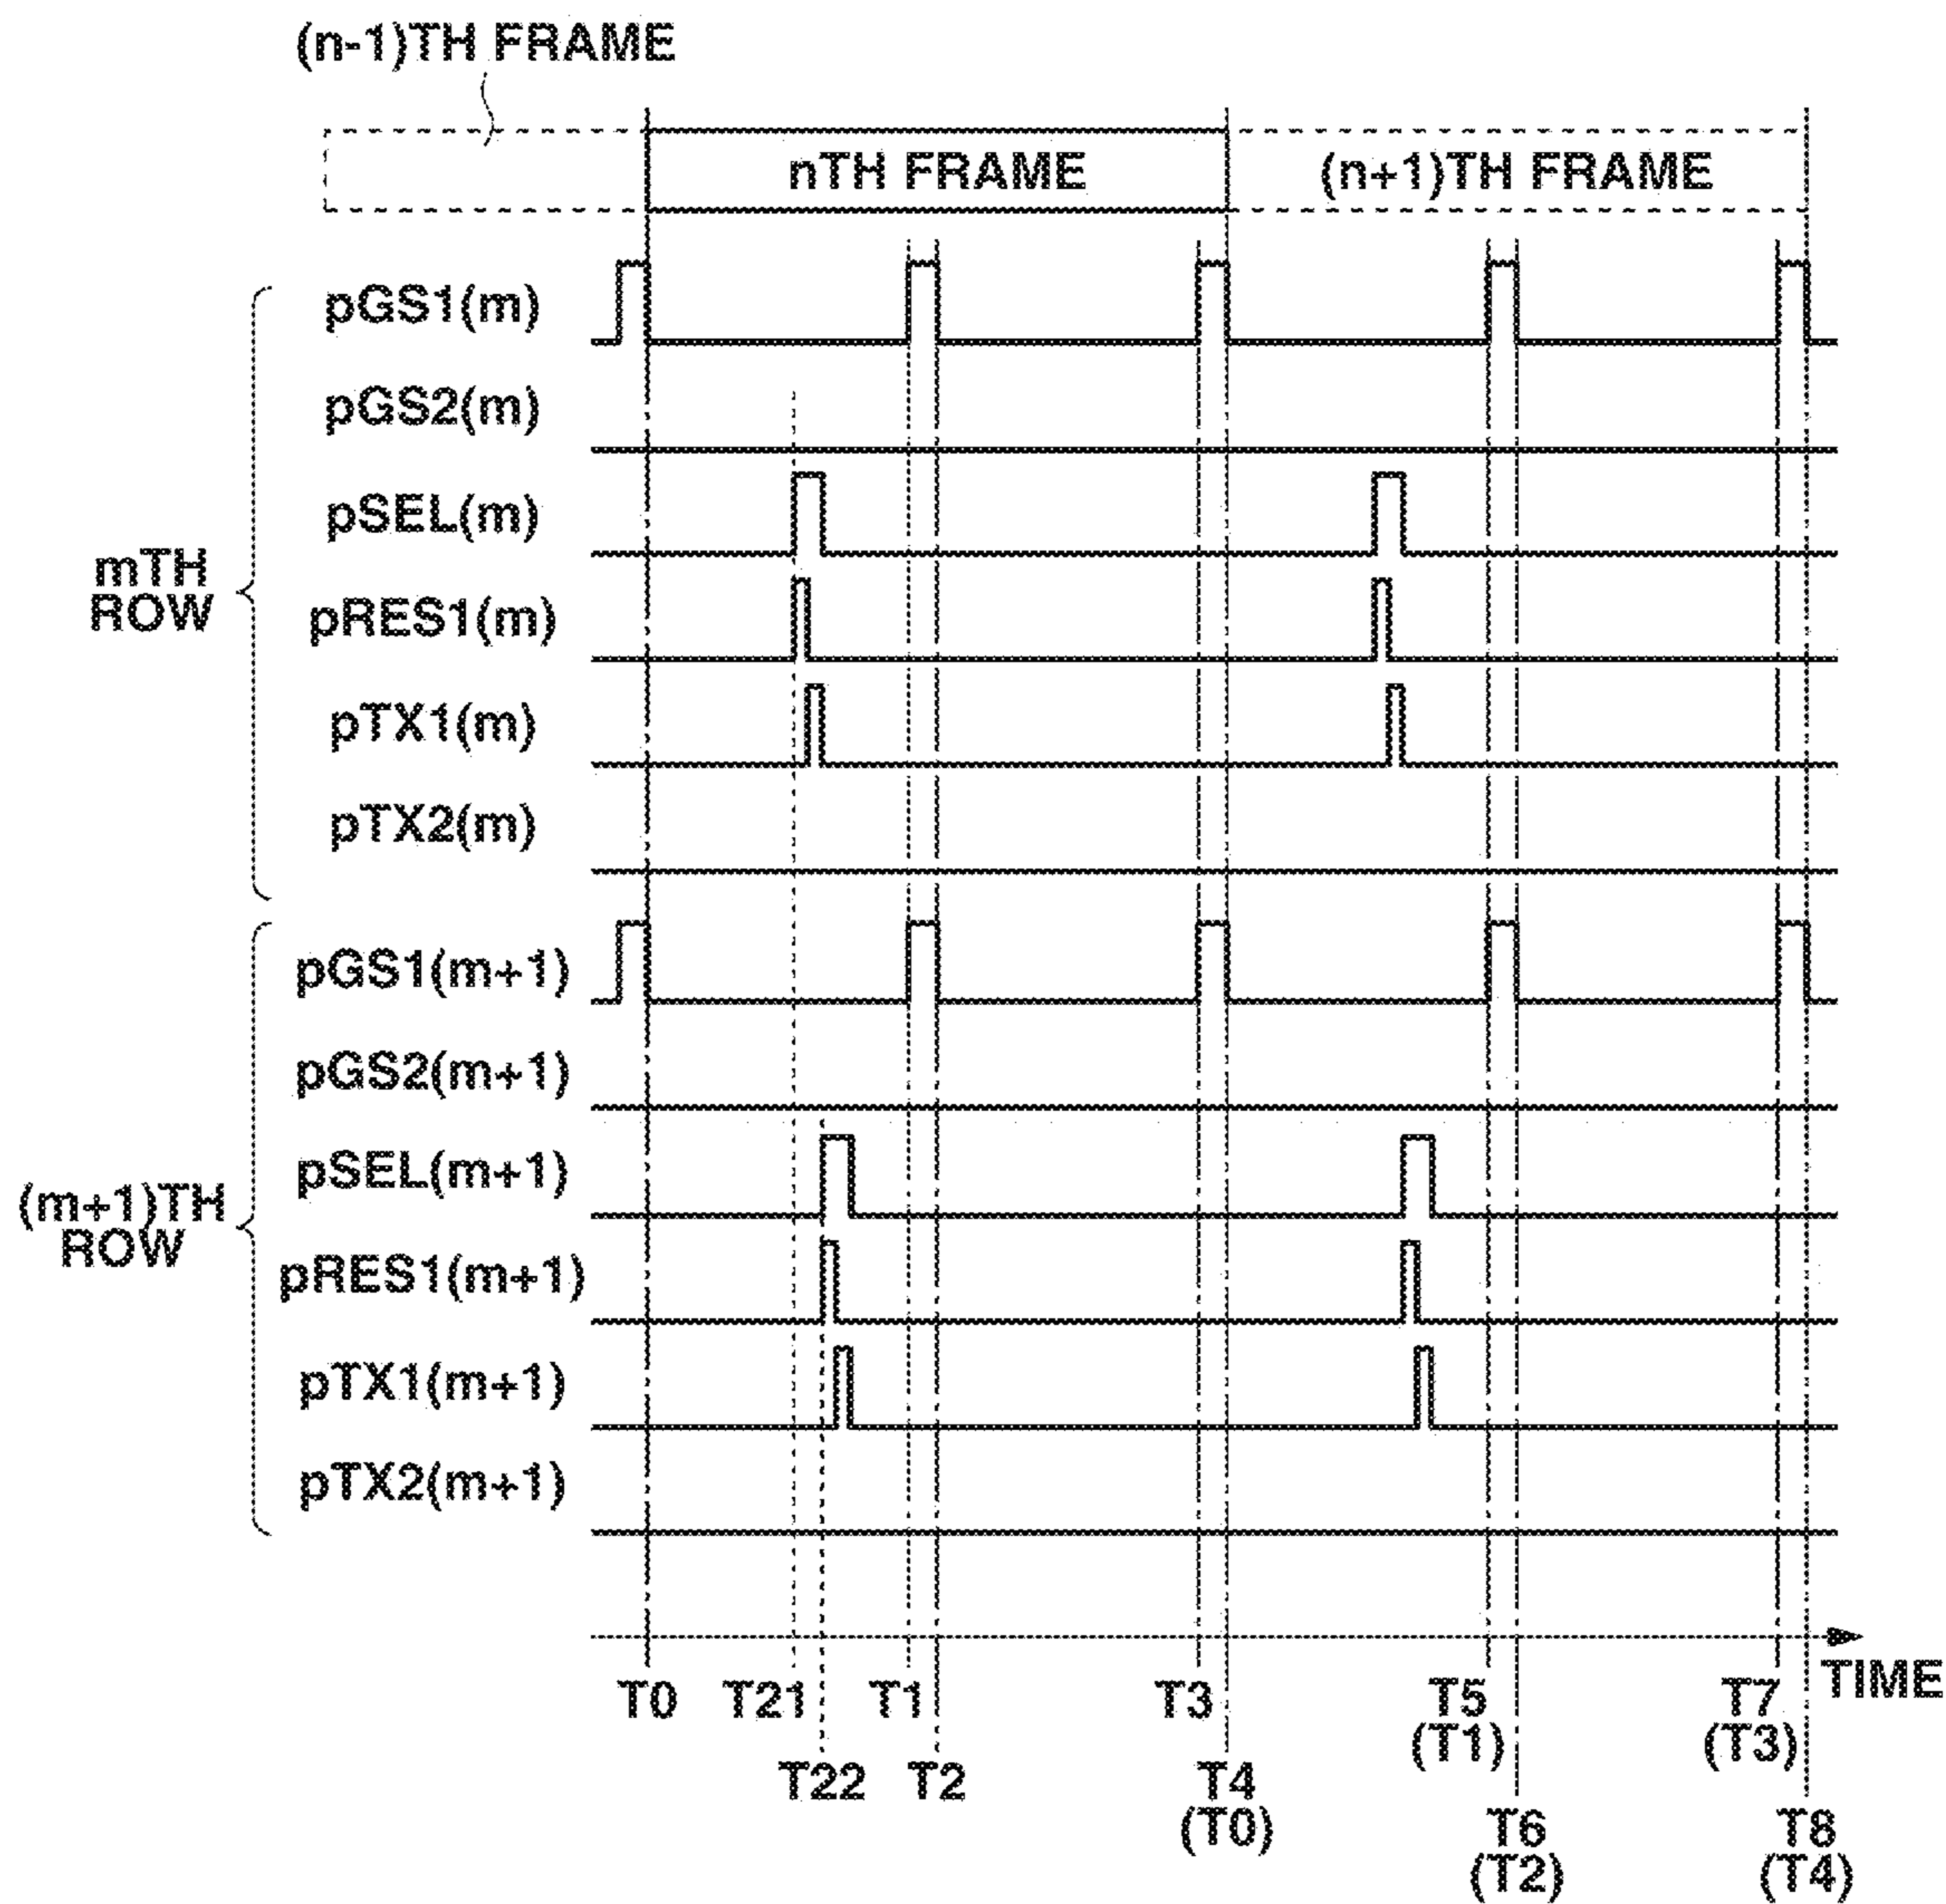 (n-1)TH FRAME
nTH FRAME
(n+1)TH FRAME
pGS1(m)
pGS2(m)
pSEL(m)
mTH
ROW
pRES1(m)
pTX1(m)
pTX2(m)
pGS1(m+1)
pGS2(m+1)
pSEL(m+1)
(m+1)TH
ROW
pRES1(m+1)
pTX1(m+1)
pTX2(m+1)
TIME
T0 T21 T1 T3 T5 T7
(T1) (T3)
T22 T2 T4
(T0)
T6 T8
(T2) (T4)